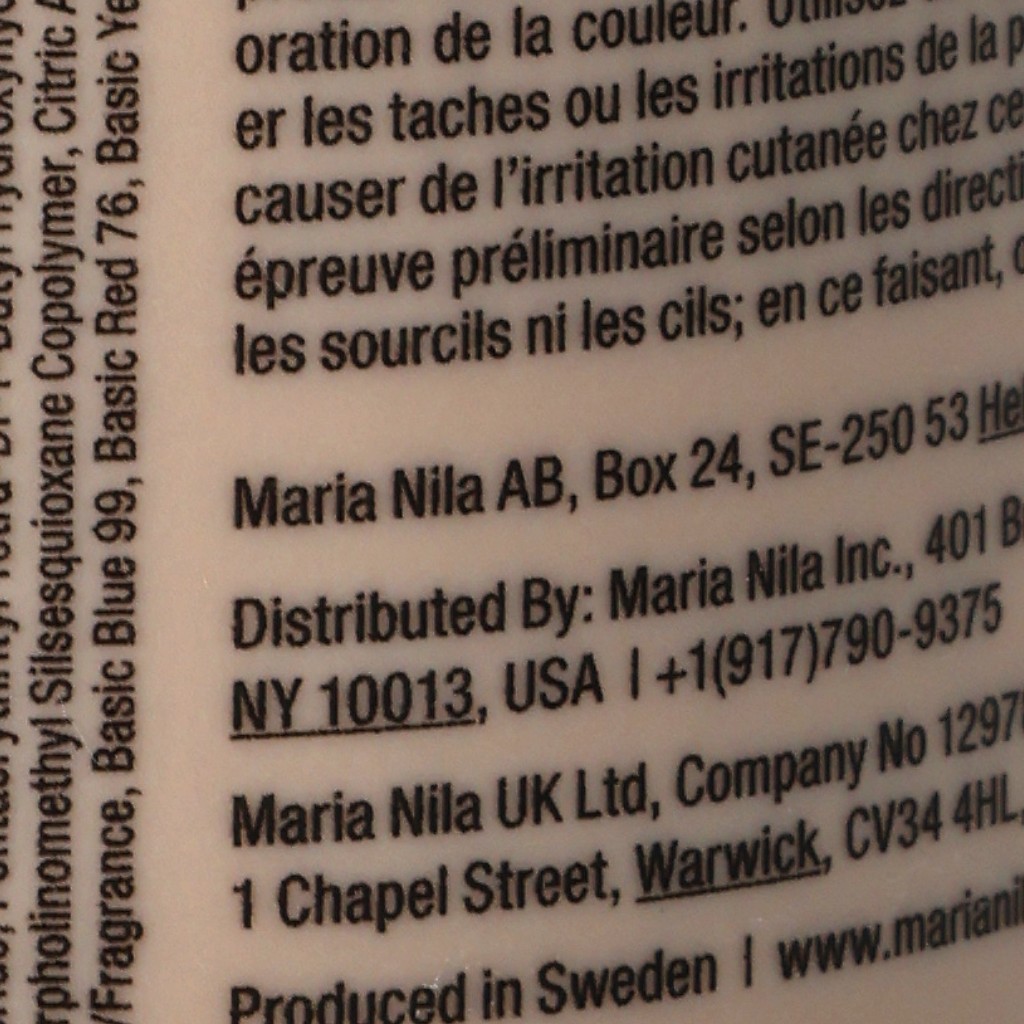 oration de la couleur.
er les taches ou les irritations de la p
causer de l'irritation cutanée chez ce
épreuve préliminaire selon les directi
les sourcils ni les cils; en ce faisant,
Maria Nila AB, Box 24, SE-250 53 Hel
Distributed By: Maria Nila Inc., 401 B
NY 10013, USA | +1(917)790-9375
Maria Nila UK Ltd, Company No 1297
1 Chapel Street, Warwick, CV34 4HL,
Produced in Sweden | www.mariani
rpholinomethyl Silsesquioxane Copolymer, Citric A
/Fragrance, Basic Blue 99, Basic Red 76, Basic Ye